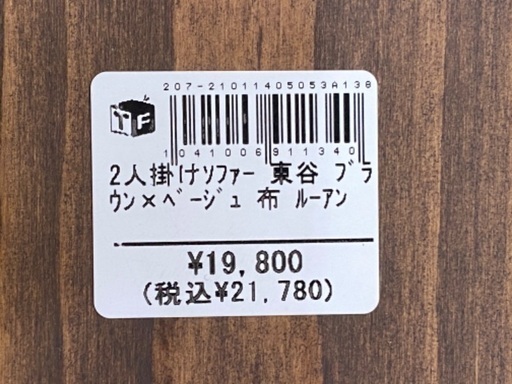 207-21011405053A138
TF
1041006911340
2人掛けｿﾌｧｰ 東谷 ﾌﾞﾗ
ｳﾝ×ﾍﾞｰｼﾞｭ 布 ﾙｰｱﾝ
¥19,800
(税込¥21,780)